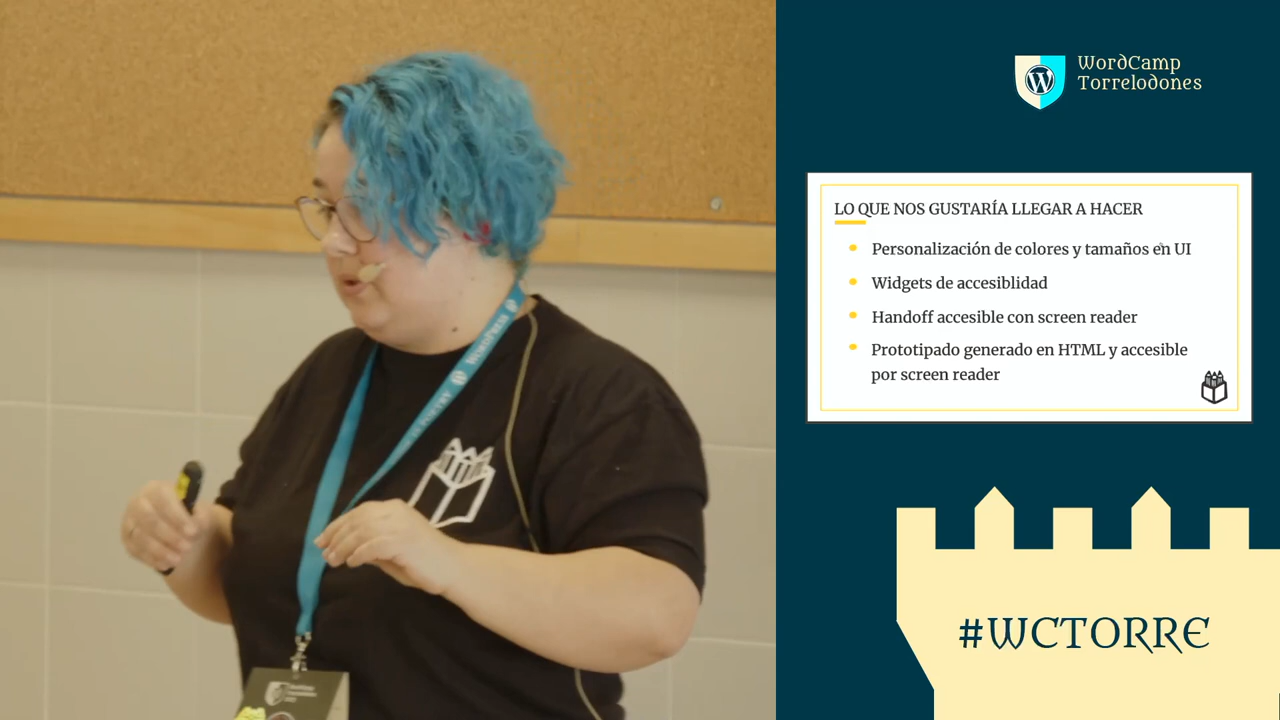 WordCamp
Torrelodones
LO QUE NOS GUSTARÍA LLEGAR A HACER
Personalización de colores y tamaños en UI
Widgets de accesiblidad
Handoff accesible con screen reader
Prototipado generado en HTML y accesible
por screen reader
#WCTORRE
WORDPRESS